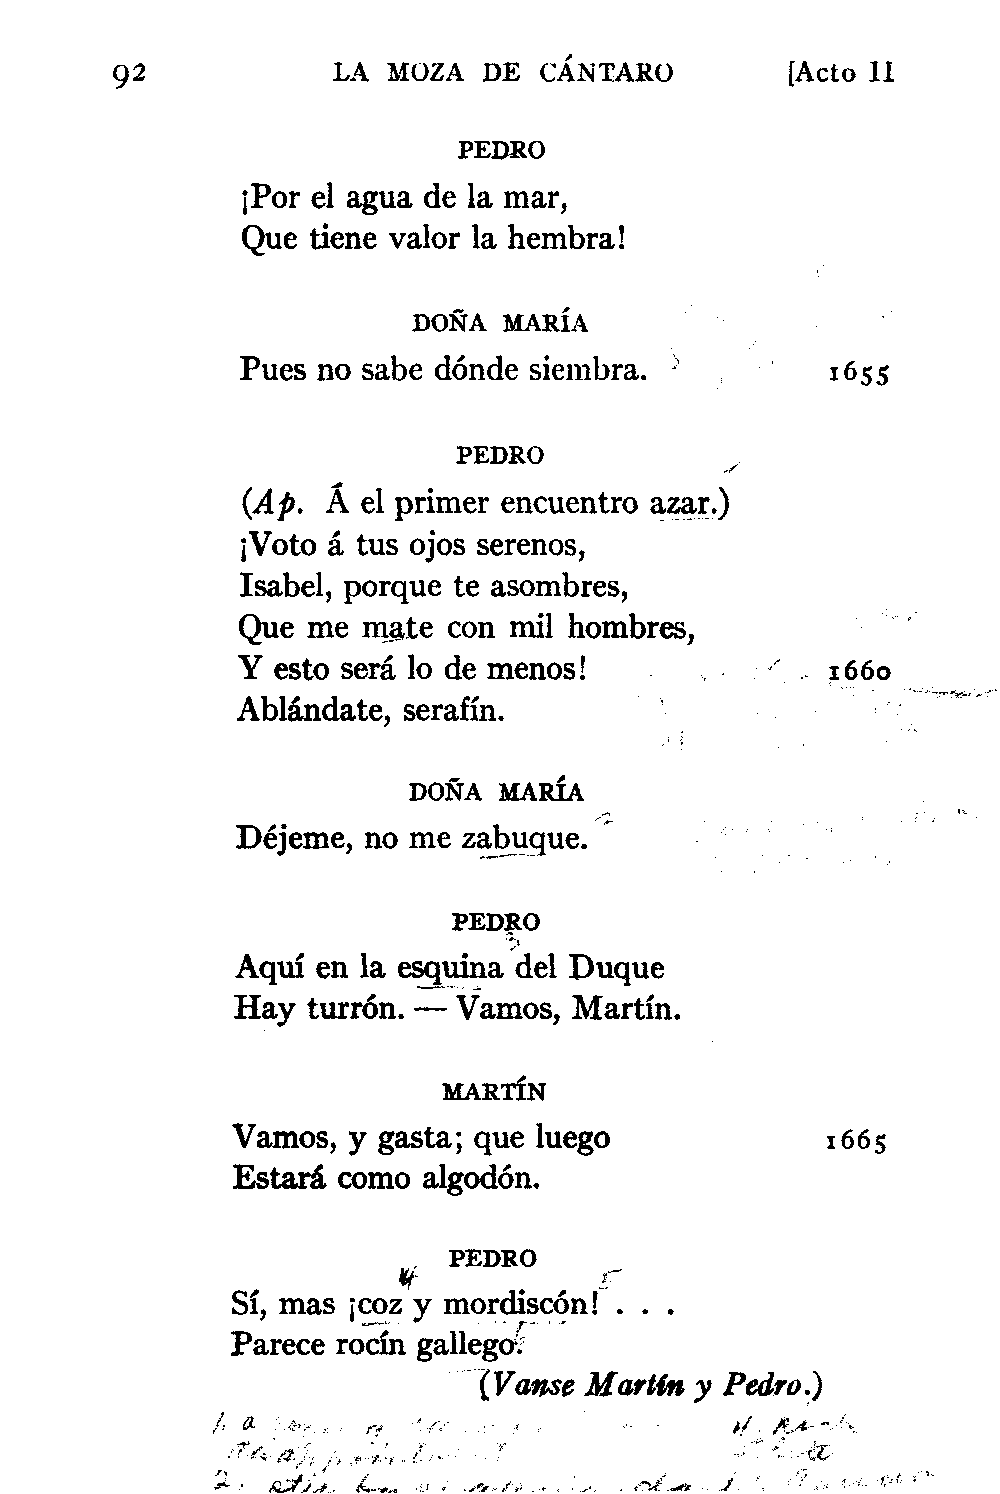 92 LA MOZA DE CÁNTARO [Acto II
PEDRO
¡Por el agua de la mar,
Que tiene valor la hembra!
DOÑA MARÍA
Pues no sabe dónde siembra. 1655
PEDRO
(Ap. Á el primer encuentro azar.)
¡Voto á tus ojos serenos,
Isabel, porque te asombres,
Que me mate con mil hombres,
Y esto será lo de menos! 1660
Ablándate, serafín.
DOÑA MARÍA
Déjeme, no me zabuque.
PEDRO
Aquí en la esquina del Duque
Hay turrón. — Vamos, Martín.
MARTÍN
Vamos, y gasta; que luego 1665
Estará como algodón.
PEDRO
Sí, mas ¡coz y mordiscón! . . .
Parece rocín gallego.
(Vanse Martín y Pedro.)